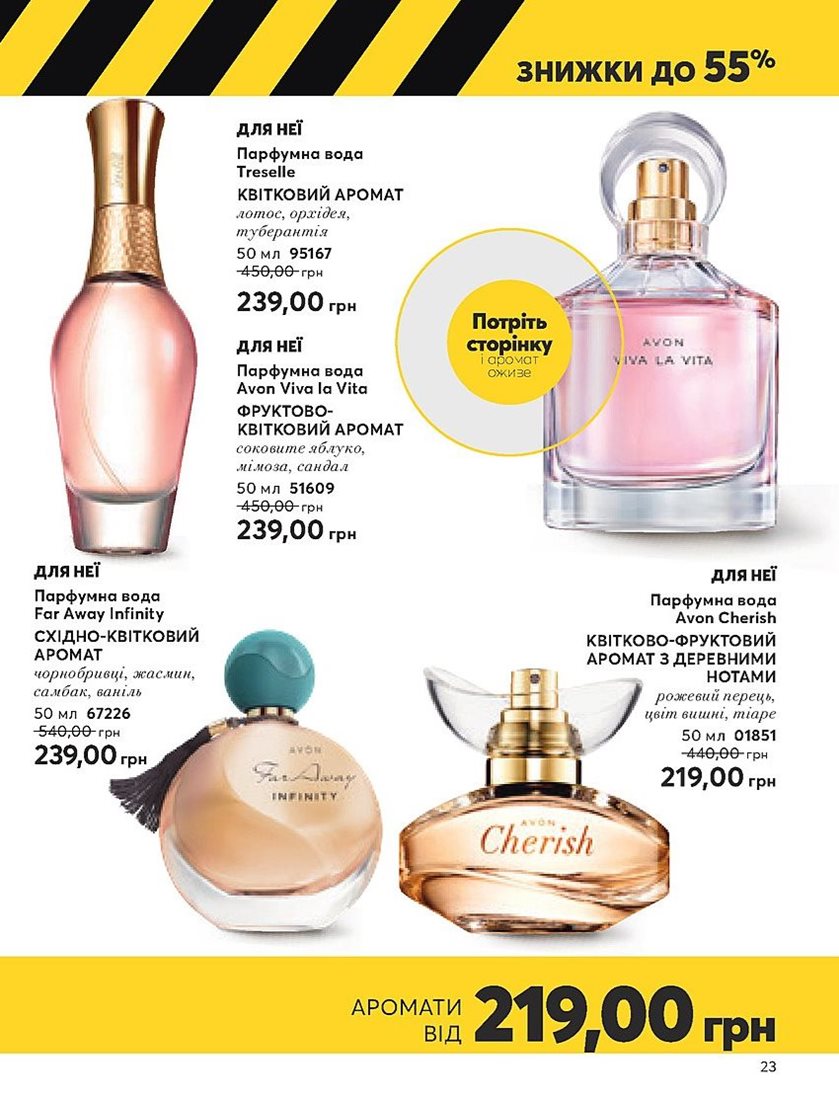 ЗНИЖКИ ДО 55%
ДЛЯ НЕЇ
Парфумна вода
Treselle
КВІТКОВИЙ АРОМАТ
лотос, орхідея,
туберантія
50 мл 95167
450,00 грн
239,00 грн
ДЛЯ НЕЇ
Парфумна вода
Avon Viva la Vita
ФРУКТОВО-
КВІТКОВИЙ АРОМАТ
соковите яблуко,
мімоза, сандал
50 мл 51609
450,00 грн
239,00 грн
Потріть
сторінку
і аромат
оживе
AVON
VIVA LA VITA
ДЛЯ НЕЇ
Парфумна вода
Far Away Infinity
СХІДНО-КВІТКОВИЙ
АРОМАТ
чорнобривці, жасмин,
самбак, ваніль
50 мл 67226
540,00 грн
239,00 грн
AVON
Far Away
INFINITY
ДЛЯ НЕЇ
Парфумна вода
Avon Cherish
КВІТКОВО-ФРУКТОВИЙ
АРОМАТ З ДЕРЕВНИМИ
НОТАМИ
рожевий перець,
цвіт вишні, тіаре
50 мл 01851
440,00 грн
219,00 грн
AVON
Cherish
АРОМАТИ
ВІД
219,00 грн
23